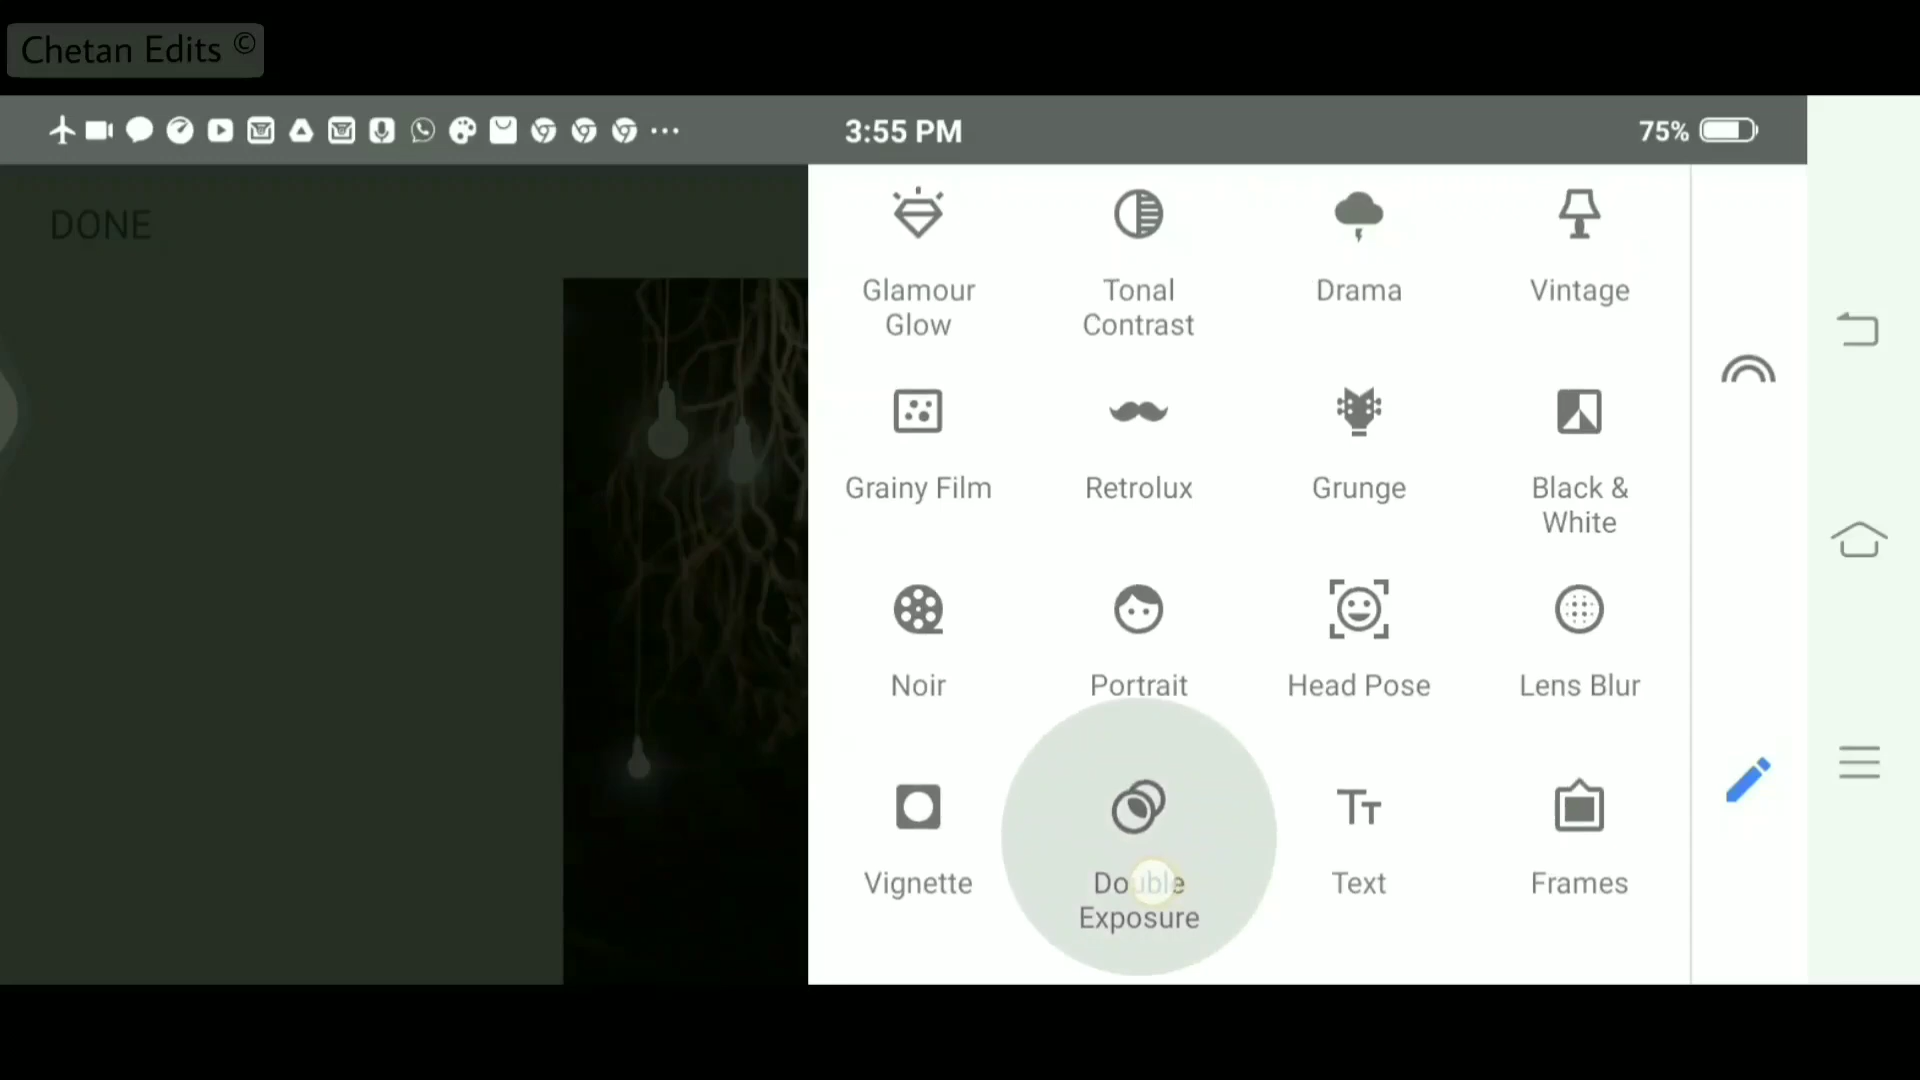 Chetan Edits ©
3:55 PM
75%
DONE
Glamour
Glow
Tonal
Contrast
Drama
Vintage
Grainy Film
Retrolux
Grunge
Black &
White
Noir
Portrait
Head Pose
Lens Blur
Vignette
Double
Exposure
Text
Frames